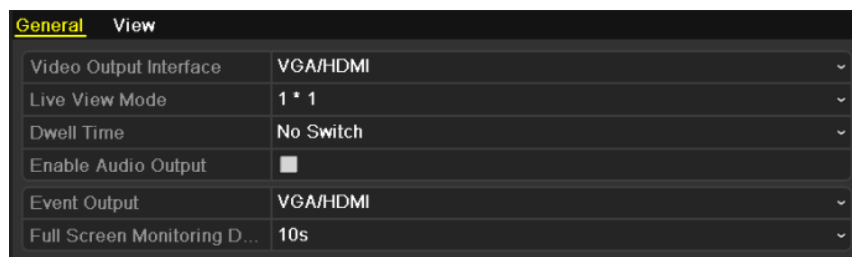 General View
Video Output Interface VGA/HDMI
Live View Mode 1 * 1
Dwell Time No Switch
Enable Audio Output
Event Output VGA/HDMI
Full Screen Monitoring D... 10s